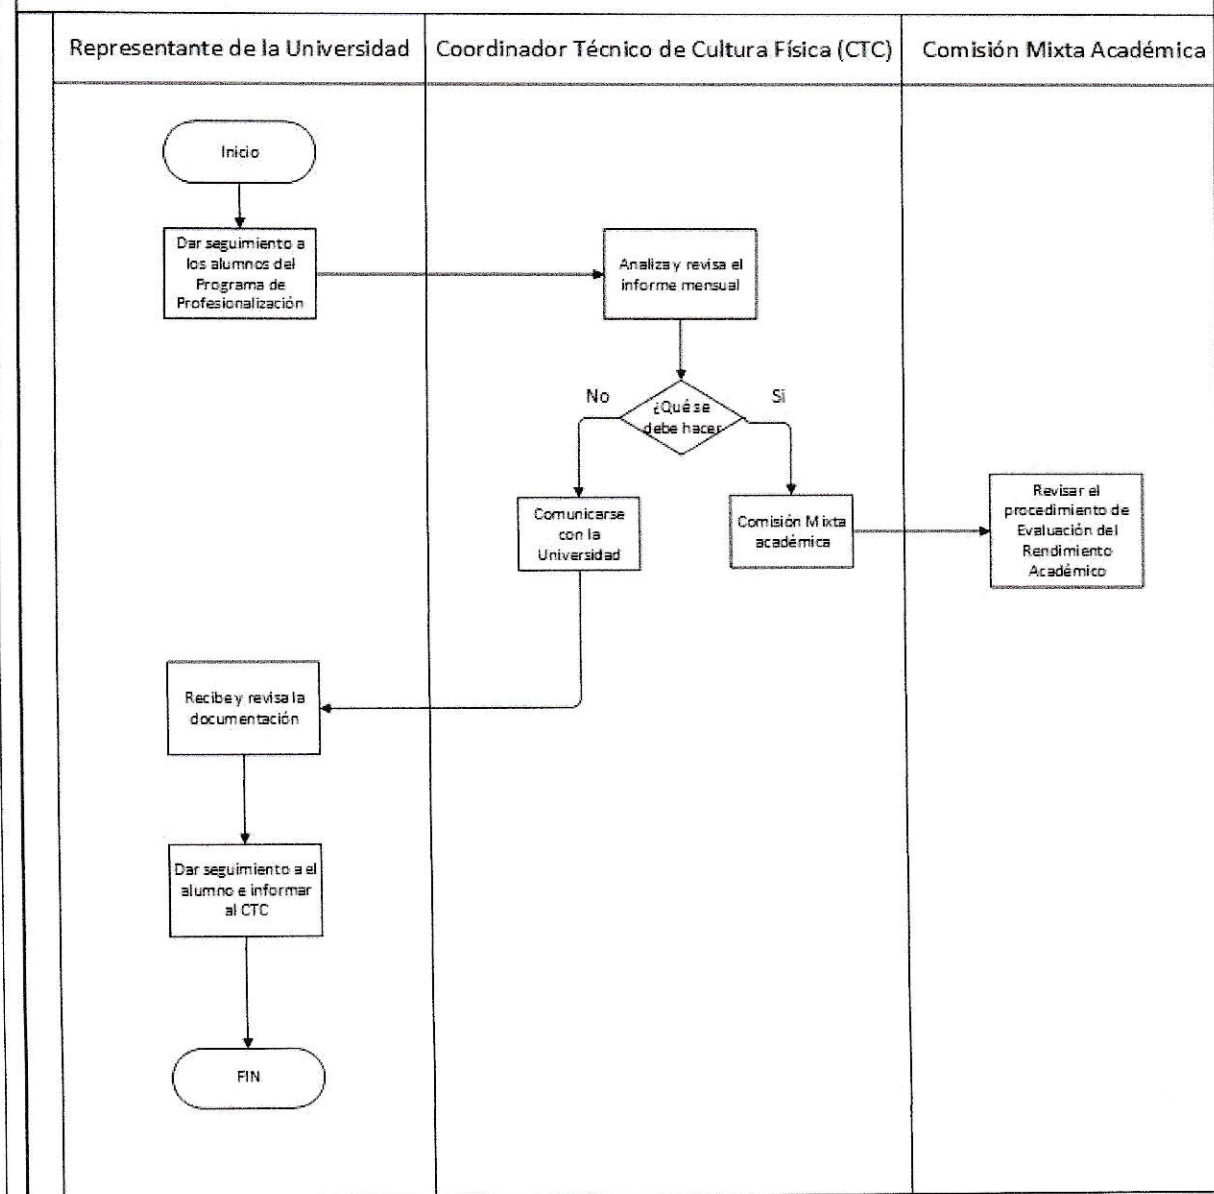 Representante de la Universidad
Coordinador Técnico de Cultura Física (CTC)
Comisión Mixta Académica
Inicio
Dar seguimiento a
los alumnos del
Programa de
Profesionalización
Analiza y revisa el
informe mensual
No
¿Qué se
debe hacer
Si
Comunicarse
con la
Universidad
Comisión Mixta
académica
Revisar el
procedimiento de
Evaluación del
Rendimiento
Académico
Recibe y revisa la
documentación
Dar seguimiento a el
alumno e informar
al CTC
FIN